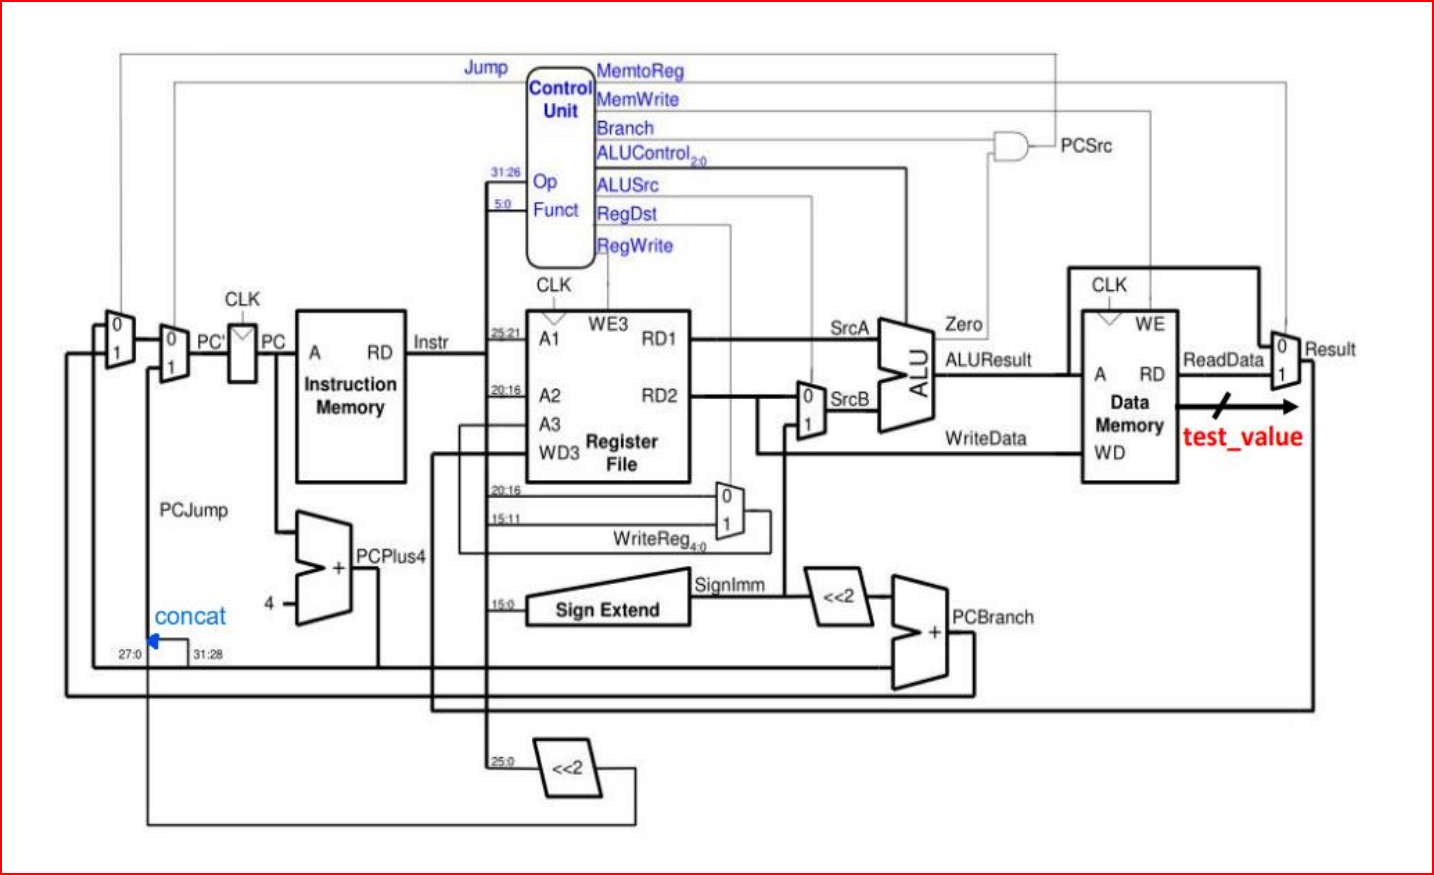 Jump
MemtoReg
Control
Unit
MemWrite
Branch
ALUControl2:0
PCSrc
31:26
Op
ALUSrc
5:0
Funct
RegDst
RegWrite
CLK
CLK
CLK
WE3
WE
0
1
0
1
PC'
PC
A
RD
Instr
Instruction
Memory
25:21
A1
RD1
SrcA
Zero
ALU
ALUResult
A
RD
ReadData
0
1
Result
20:16
A2
RD2
0
1
SrcB
Data
Memory
A3
Register
File
WD3
WriteData
WD
test_value
20:16
0
15:11
1
WriteReg4:0
PCJump
+
PCPlus4
4
SignImm
15:0
Sign Extend
<<2
+
PCBranch
concat
27:0
31:28
25:0
<<2